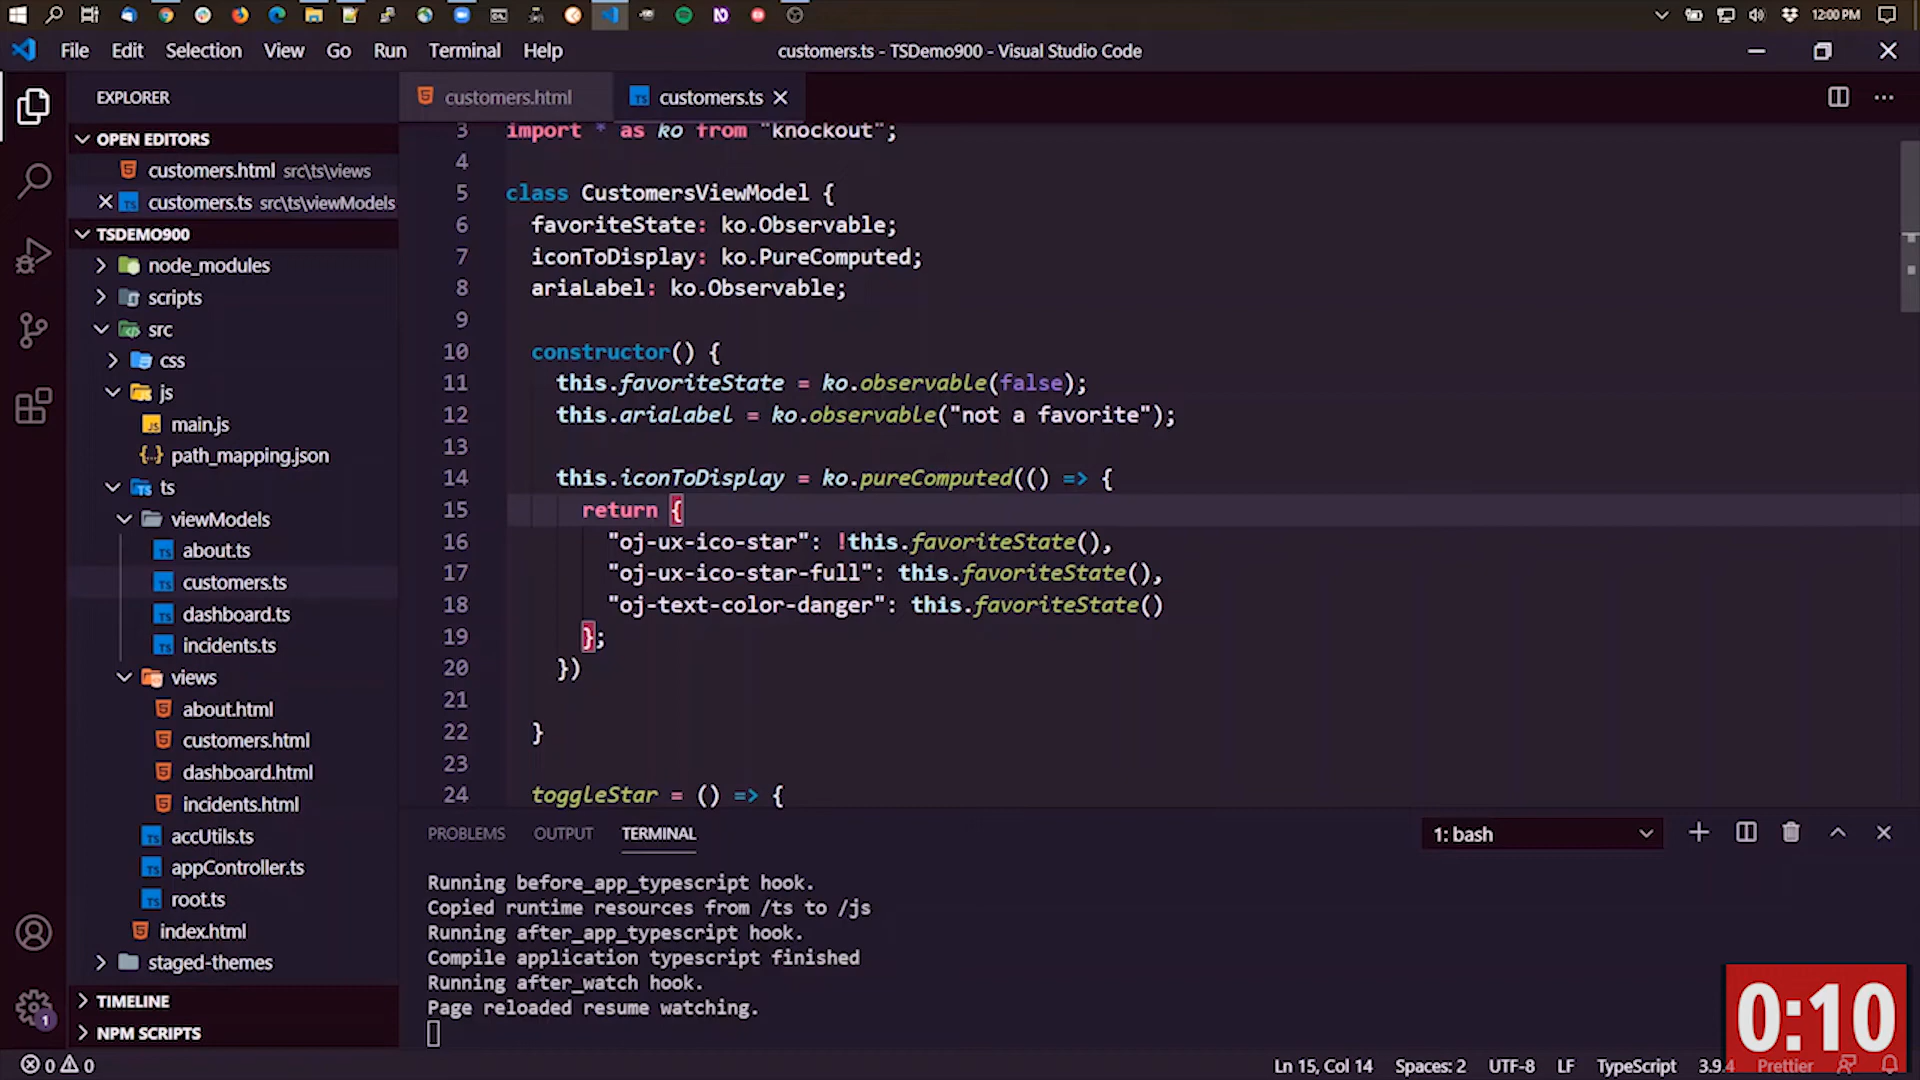 12:00 PM
File Edit Selection View Go Run Terminal Help
customers.ts - TSDemo900 - Visual Studio Code
EXPLORER
OPEN EDITORS
customers.html src\ts\views
customers.ts src\ts\viewModels
TSDEMO900
node_modules
scripts
src
css
js
main.js
path_mapping.json
ts
viewModels
about.ts
customers.ts
dashboard.ts
incidents.ts
views
about.html
customers.html
dashboard.html
incidents.html
accUtils.ts
appController.ts
root.ts
index.html
staged-themes
TIMELINE
NPM SCRIPTS
customers.html customers.ts
3 import * as ko from "knockout";
4
5 class CustomersViewModel {
6 favoriteState: ko.Observable;
7 iconToDisplay: ko.PureComputed;
8 ariaLabel: ko.Observable;
9
10 constructor() {
11 this.favoriteState = ko.observable(false);
12 this.ariaLabel = ko.observable("not a favorite");
13
14 this.iconToDisplay = ko.pureComputed(() => {
15 return {
16 "oj-ux-ico-star": !this.favoriteState(),
17 "oj-ux-ico-star-full": this.favoriteState(),
18 "oj-text-color-danger": this.favoriteState()
19 };
20 })
21
22 }
23
24 toggleStar = () => {
PROBLEMS OUTPUT TERMINAL
1: bash
Running before_app_typescript hook.
Copied runtime resources from /ts to /js
Running after_app_typescript hook.
Compile application typescript finished
Running after_watch hook.
Page reloaded resume watching.
0:10
1
0 0
Ln 15, Col 14 Spaces: 2 UTF-8 LF TypeScript 3.9.4 Prettier